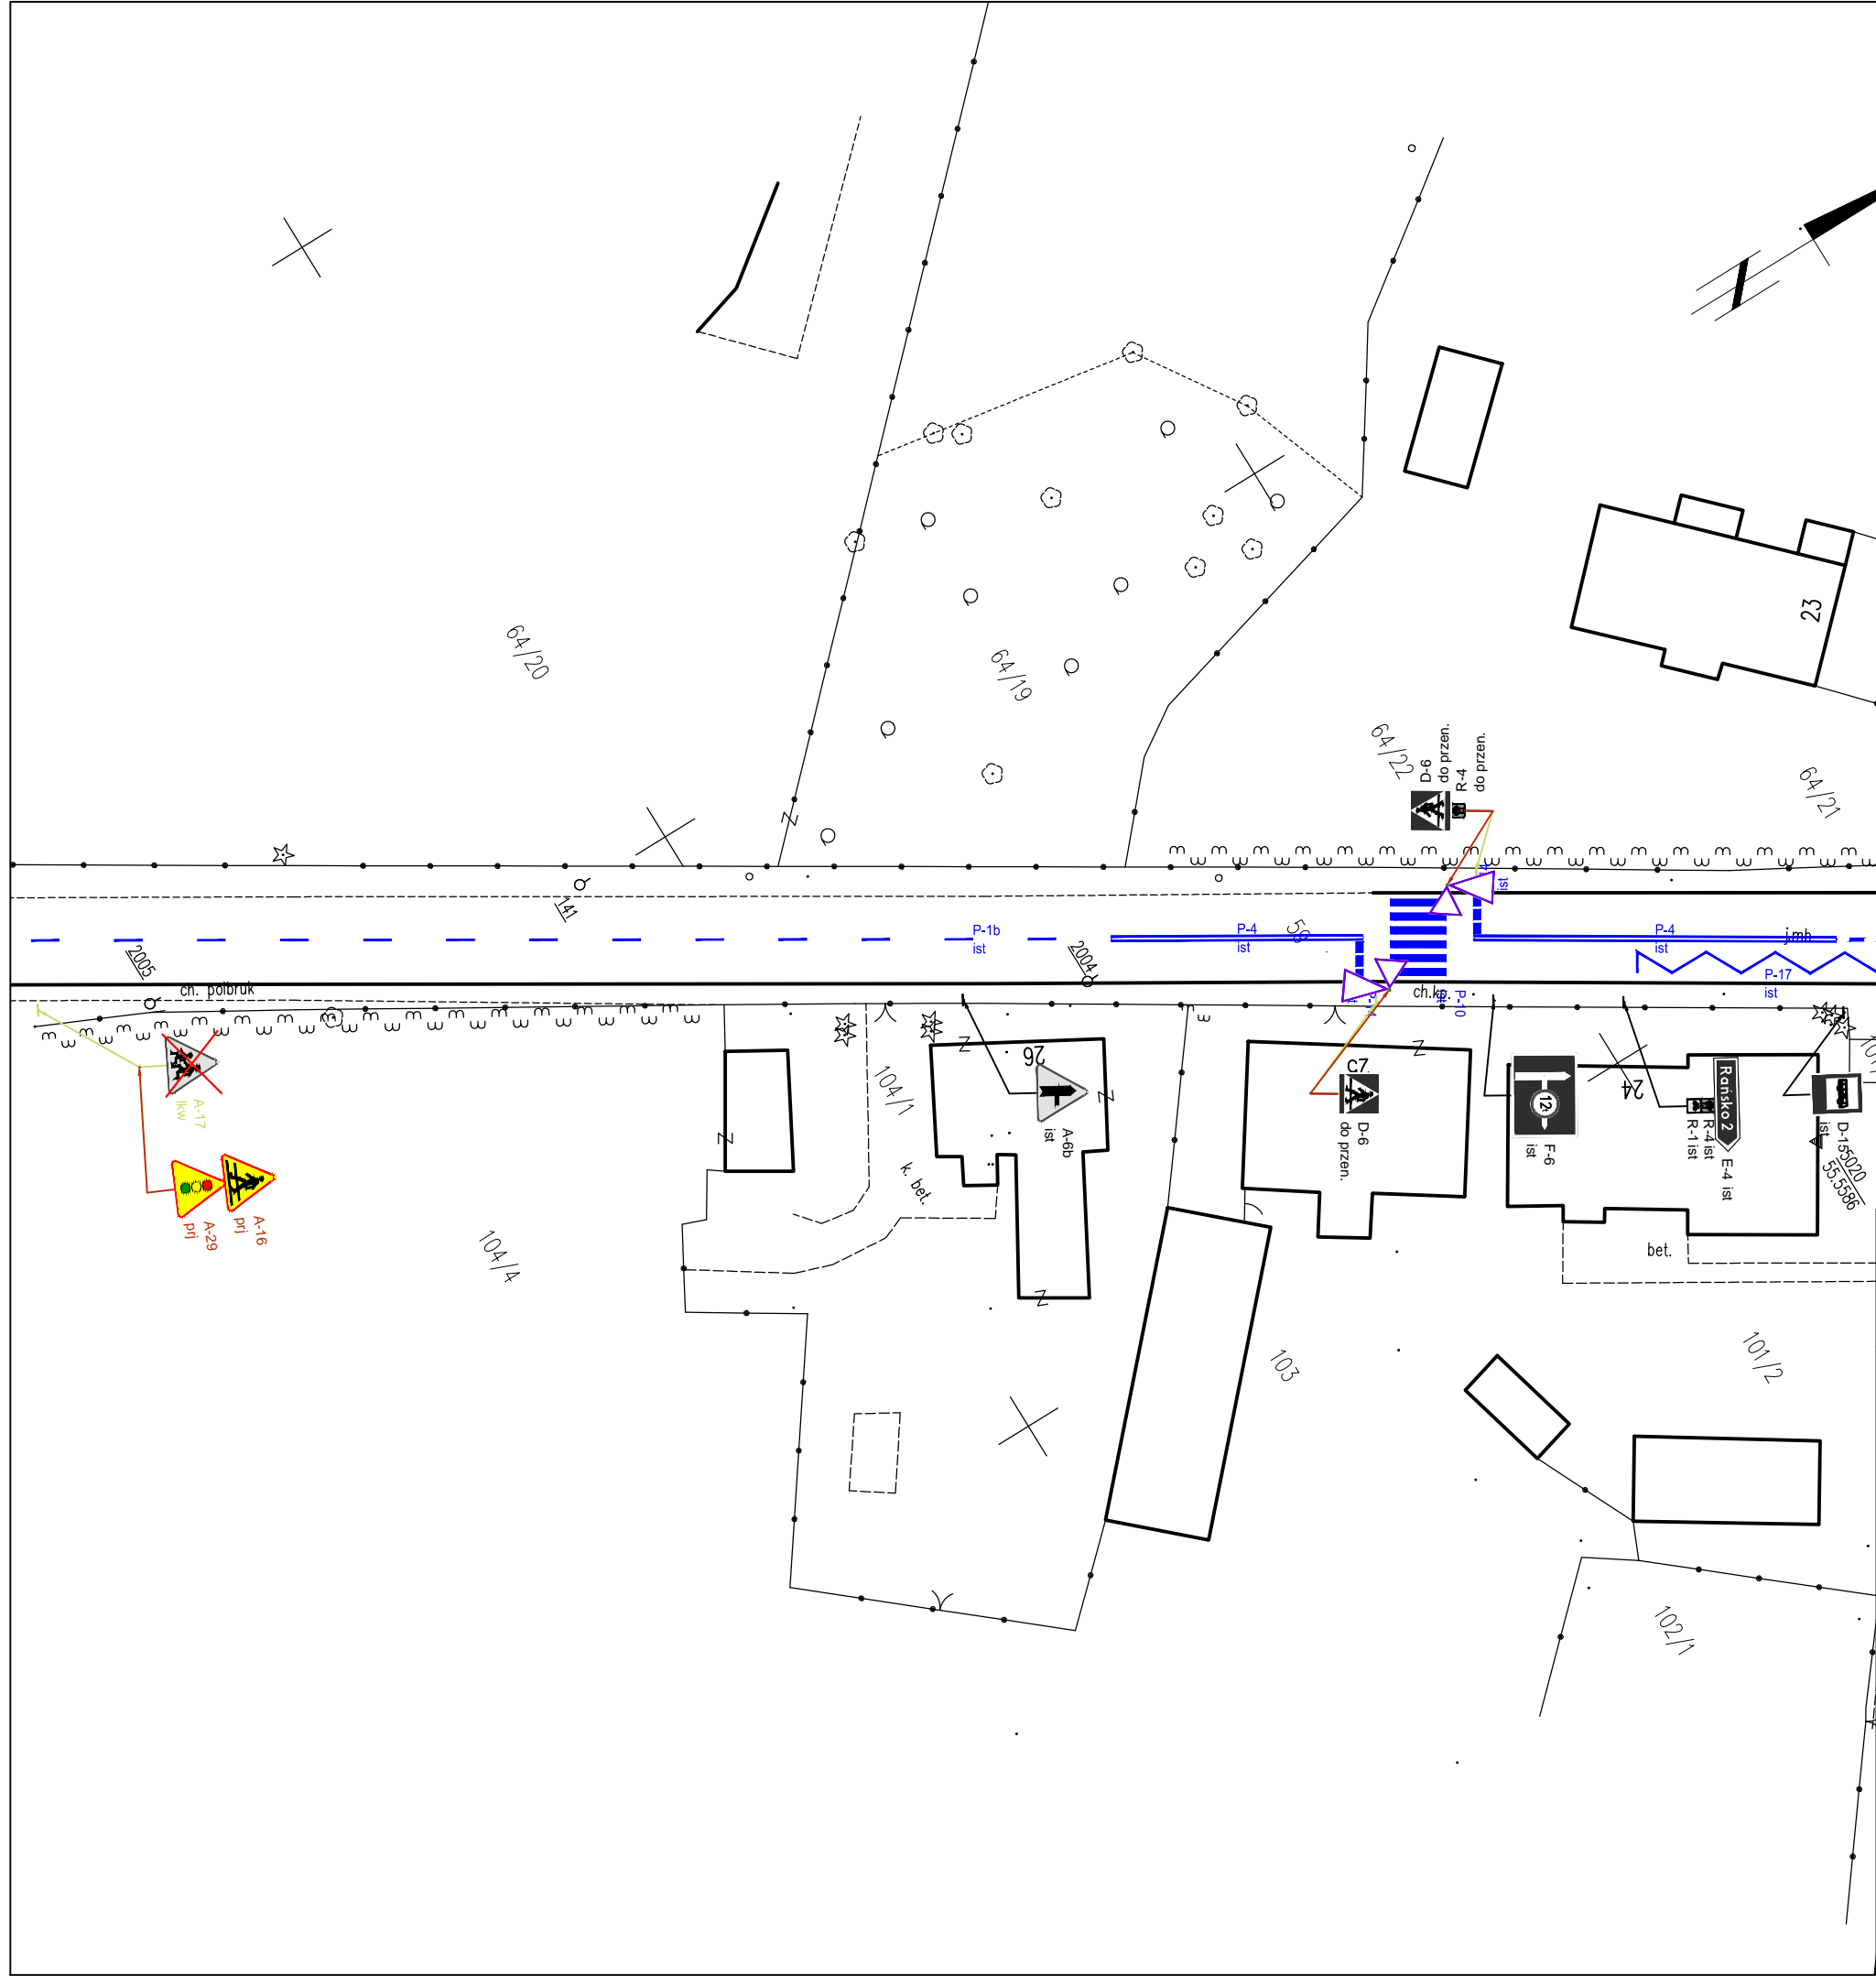 23
64/20
64/19
64/22
D-6
do przen.
R-4
do przen.
64/21
Z
ist
141
P-1b
ist
P-4
ist
59
P-4
ist
j.mb.
2005
2004
P-17
ist
ch. polbruk
ch.kp.
P-10
Z
26
Z
Z
104/1
A-6b
ist
D-6
do przen.
12t
F-6
ist
24
R-4 ist
R-1 ist
Rańsko 2
E-4 ist
D-15
ist
5020
55.5586
A-17
lkw
Z
k. bet.
A-16
prj
A-29
prj
104/4
bet.
Z
103
101/2
102/1